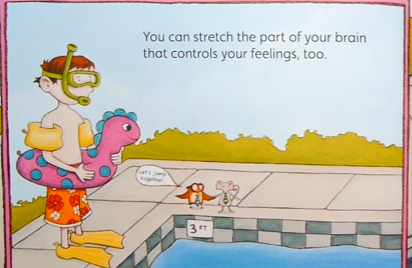 You can stretch the part of your brain
that controls your feelings, too.
Let's jump
together.
3 FT